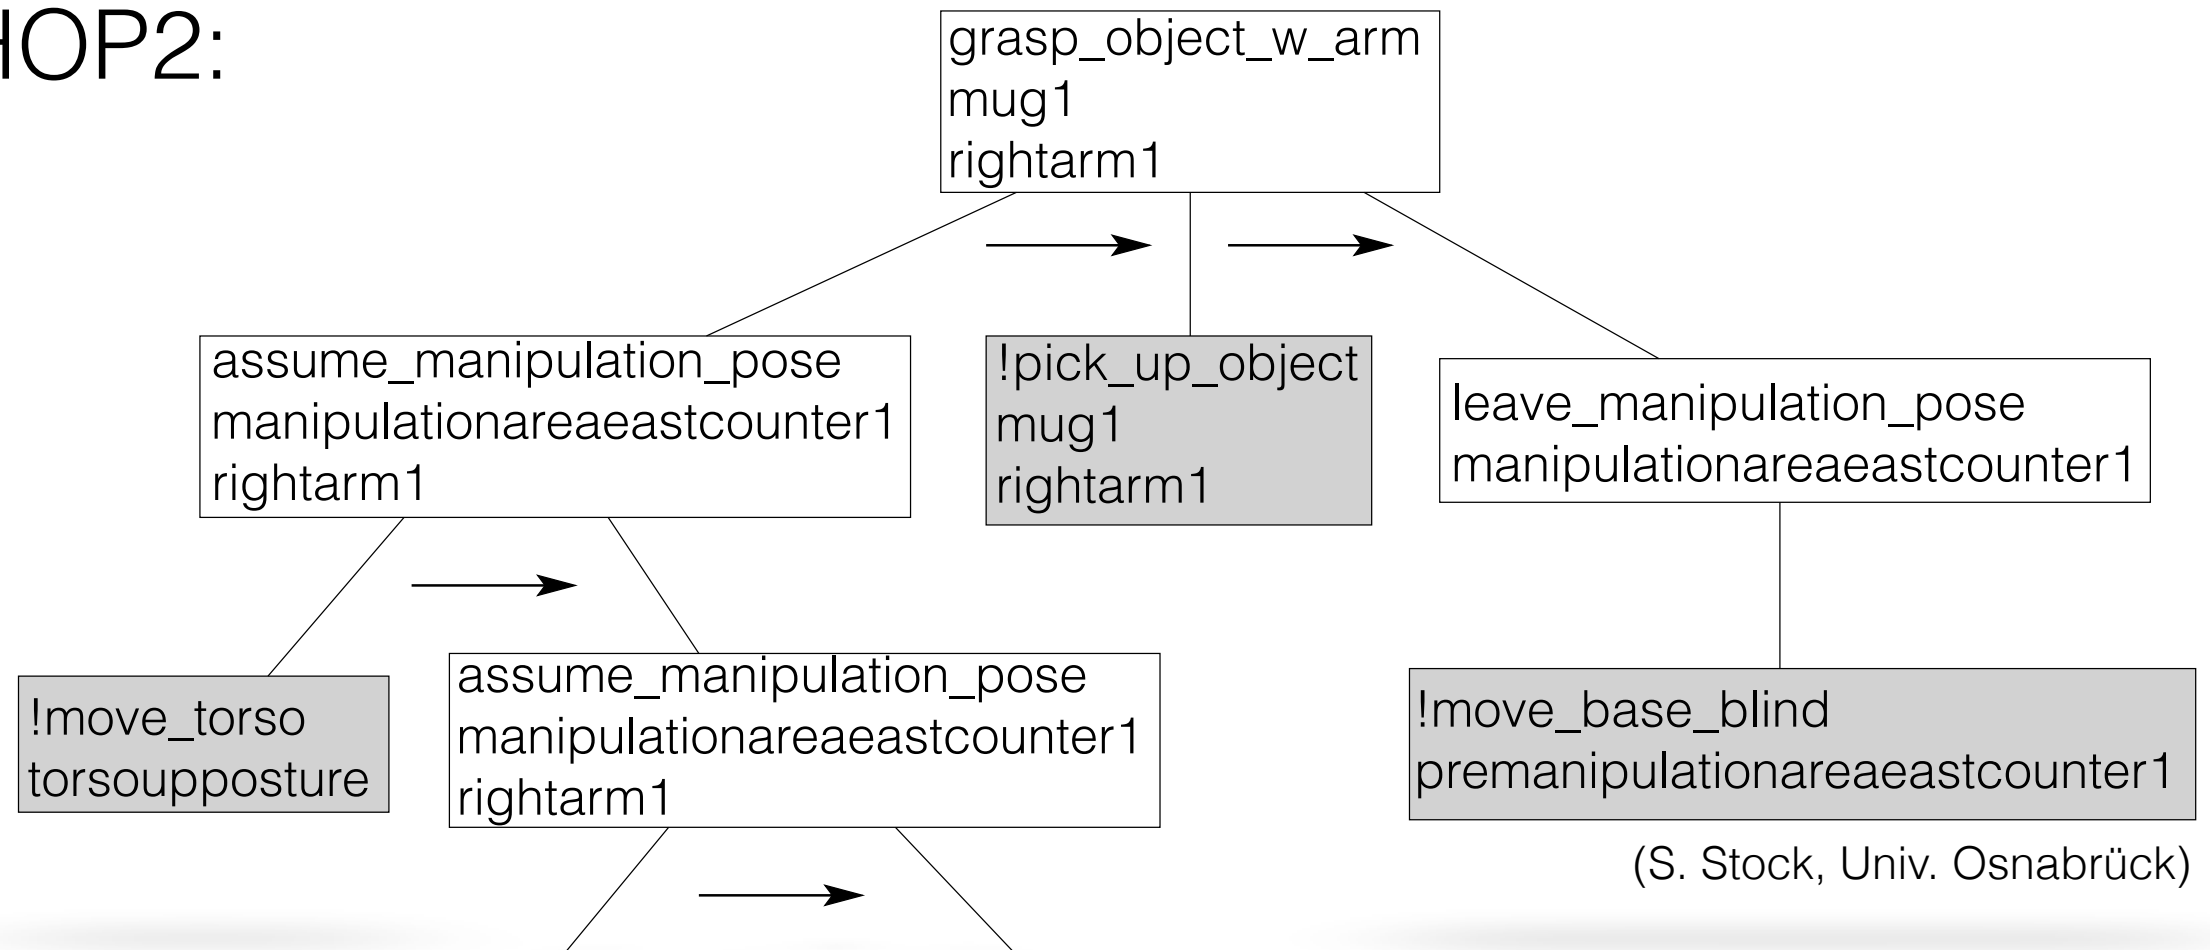 HOP2:
grasp_object_w_arm
mug1
rightarm1
assume_manipulation_pose
manipulationareaeastcounter1
rightarm1
!pick_up_object
mug1
rightarm1
leave_manipulation_pose
manipulationareaeastcounter1
!move_torso
torsoupposture
assume_manipulation_pose
manipulationareaeastcounter1
rightarm1
!move_base_blind
premanipulationareaeastcounter1
(S. Stock, Univ. Osnabrück)